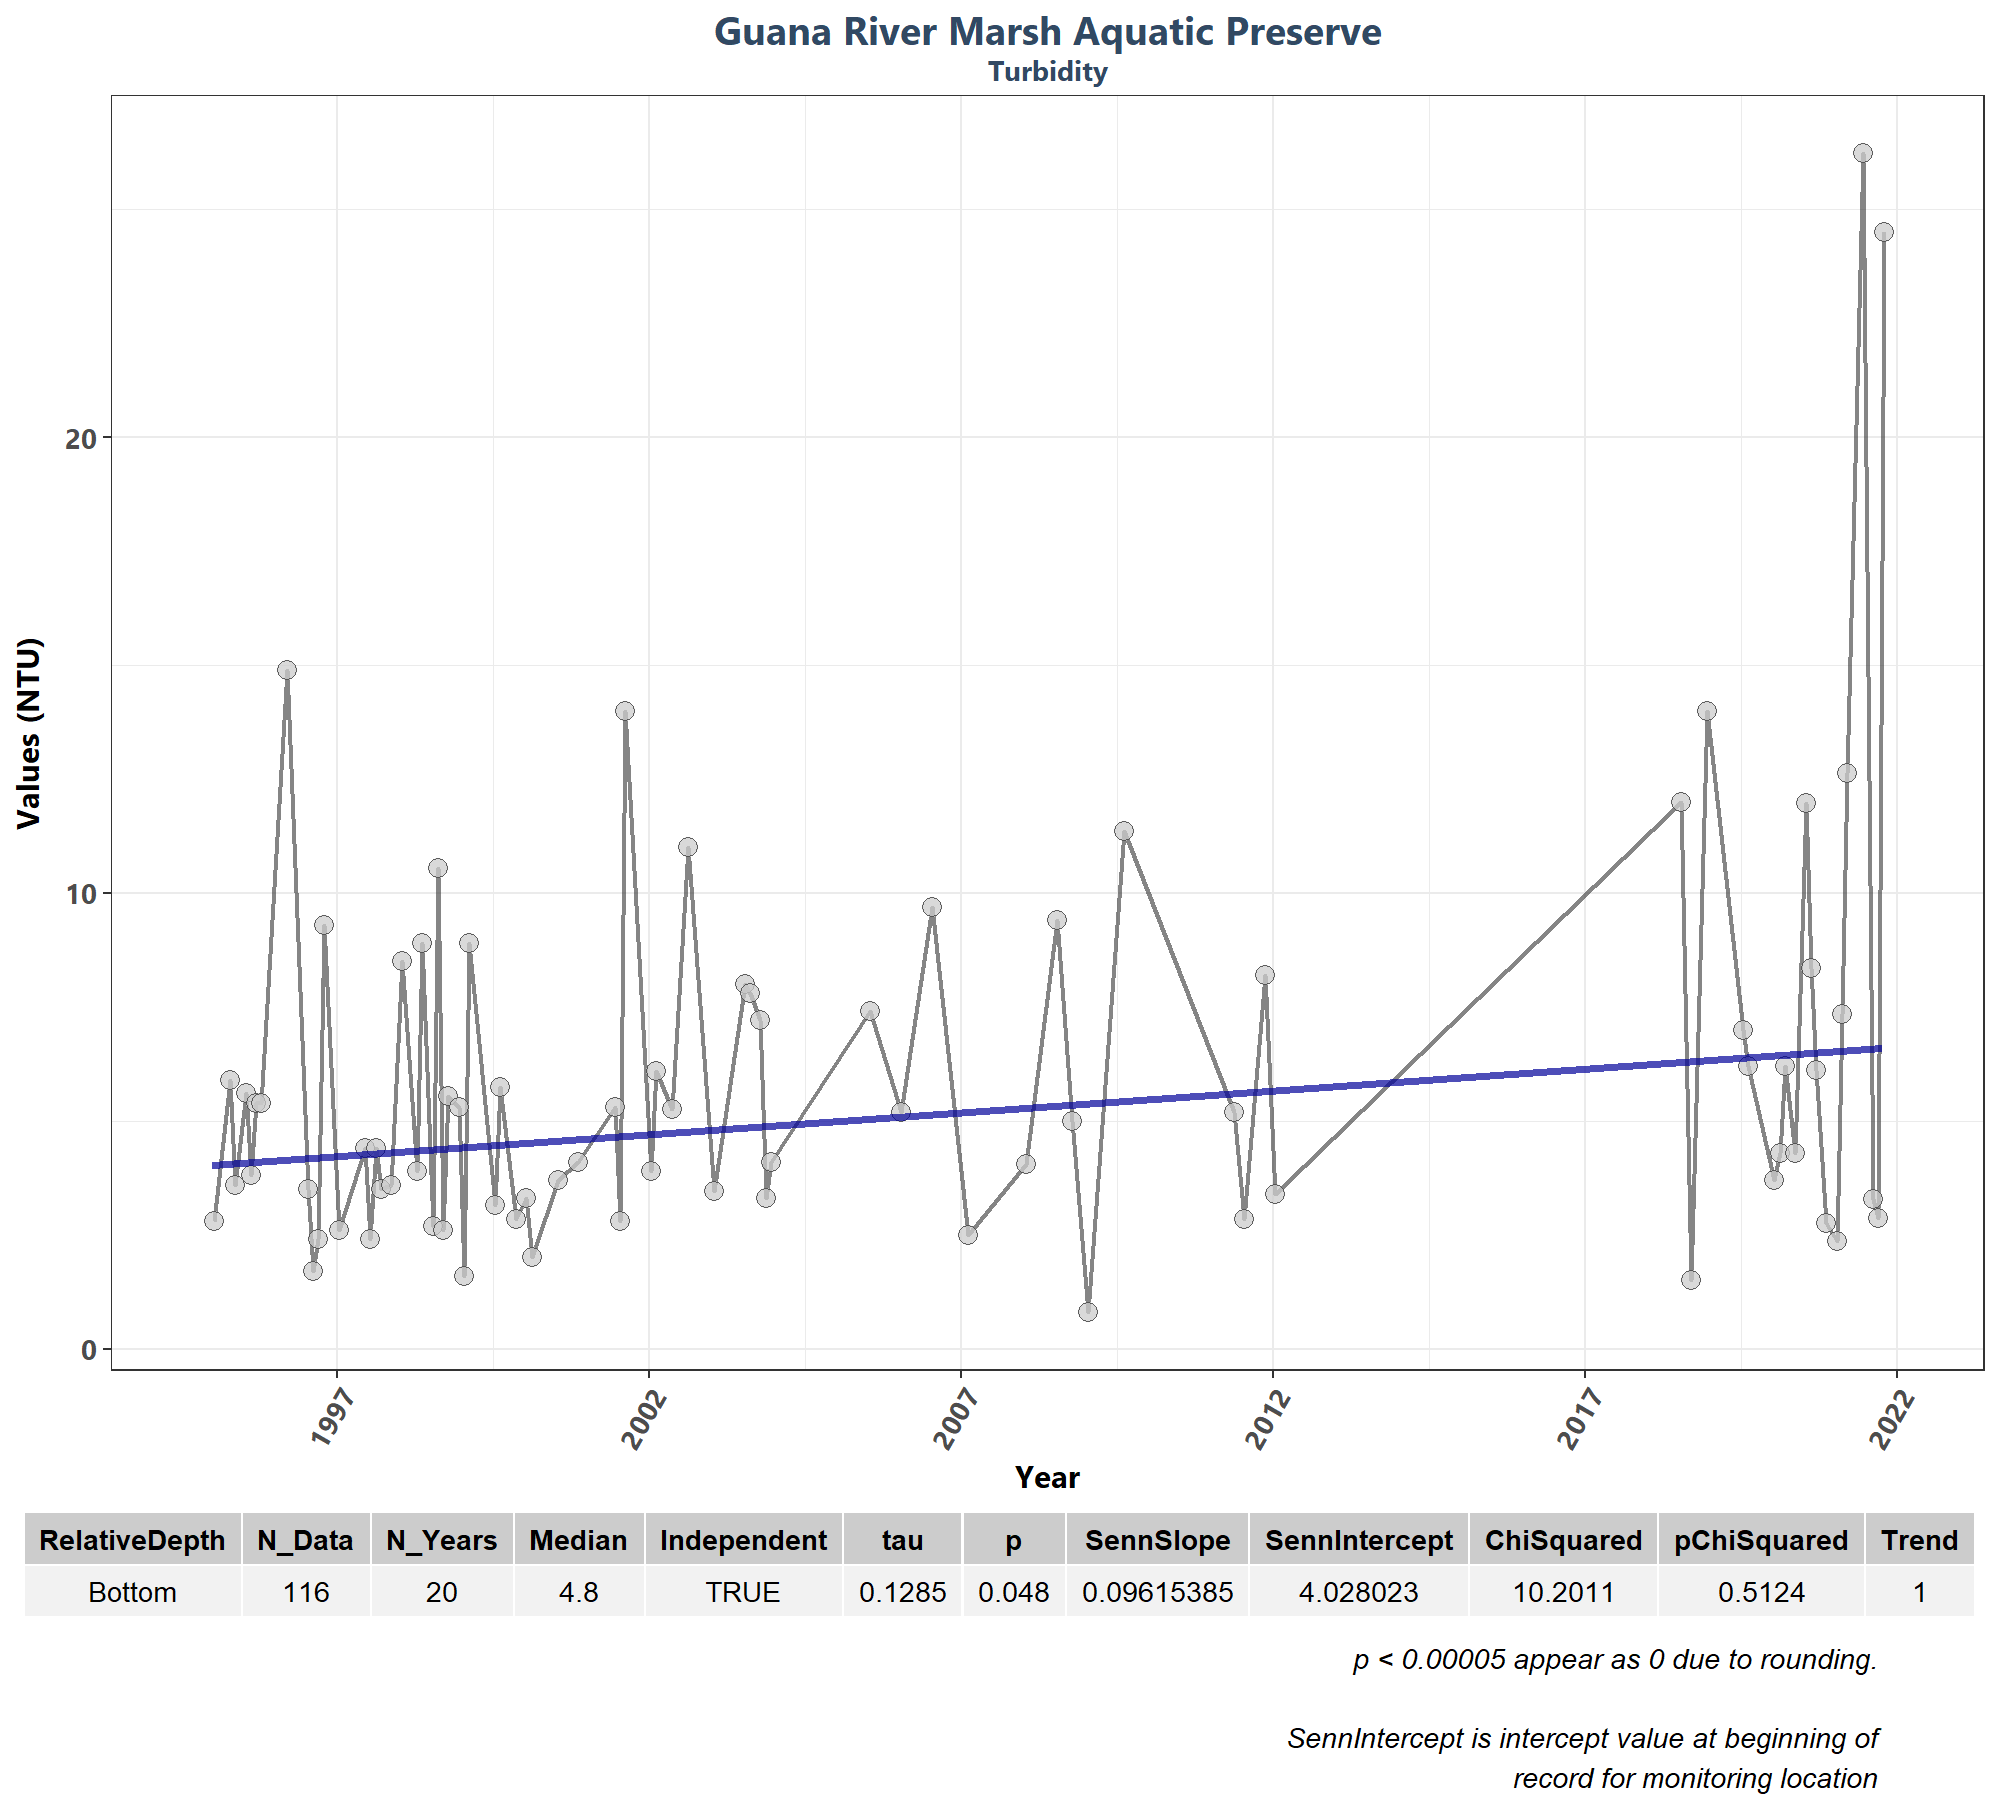 Guana River Marsh Aquatic Preserve
Turbidity
Values (NTU)
20
10
0
1997 2002 2007 2012 2017 2022
Year
RelativeDepth N_Data N_Years Median Independent tau p SennSlope SennIntercept ChiSquared pChiSquared Trend
Bottom 116 20 4.8 TRUE 0.1285 0.048 0.09615385 4.028023 10.2011 0.5124 1
p < 0.00005 appear as 0 due to rounding.
SennIntercept is intercept value at beginning of
record for monitoring location